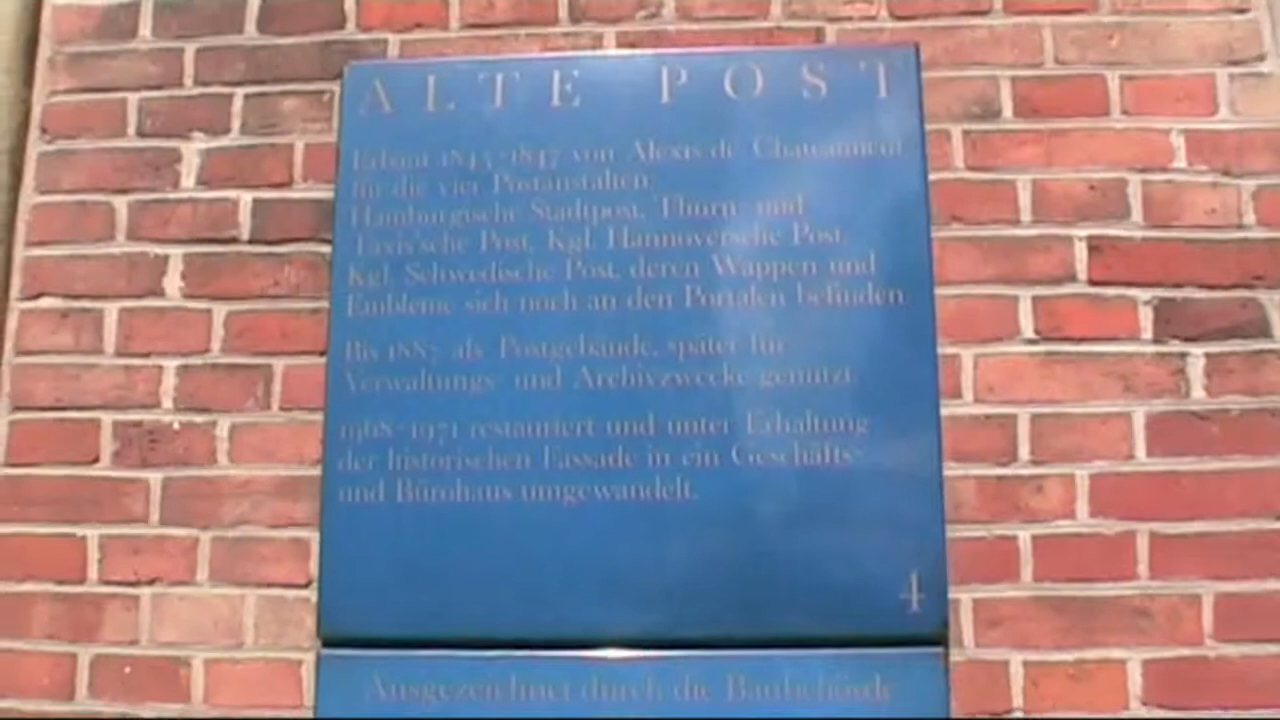 ALTE POST
Erbaut 1845-1847 von Alexis de Chateauneuf
für die vier Postanstalten
Hamburgische Stadtpost, Thurn- und
Taxis'sche Post, Kgl. Hannoversche Post,
Kgl. Schwedische Post, deren Wappen und
Embleme sich noch an den Portalen befinden.
Bis 1887 als Postgebäude, später für
Verwaltungs- und Archivzwecke genutzt.
1968-1971 restauriert und unter Erhaltung
der historischen Fassade in ein Geschäfts-
und Bürohaus umgewandelt.
4
Ausgezeichnet durch die Baubehörde